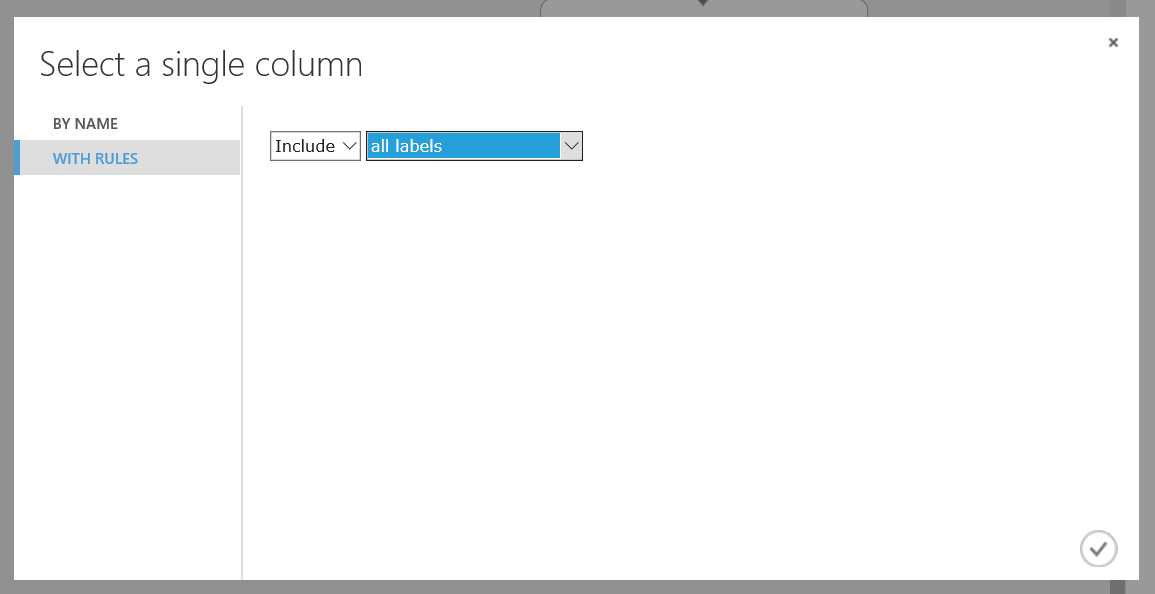 Select a single column
BY NAME
WITH RULES
Include
all labels